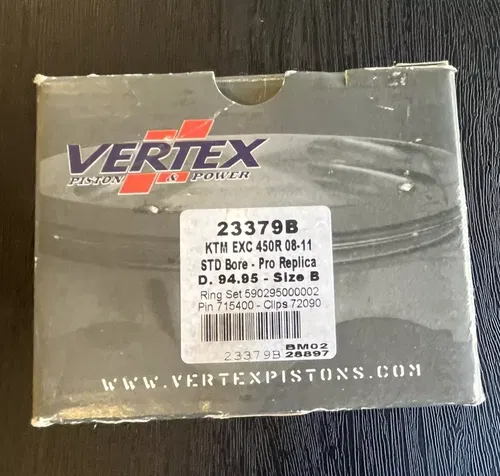 VERTEX
PISTON & POWER
23379B
KTM EXC 450R 08-11
STD Bore - Pro Replica
D. 94.95 - Size B
Ring Set 590295000002
Pin 715400 - Clips 72090
BM02
23379B 28897
WWW.VERTEXPISTONS.COM